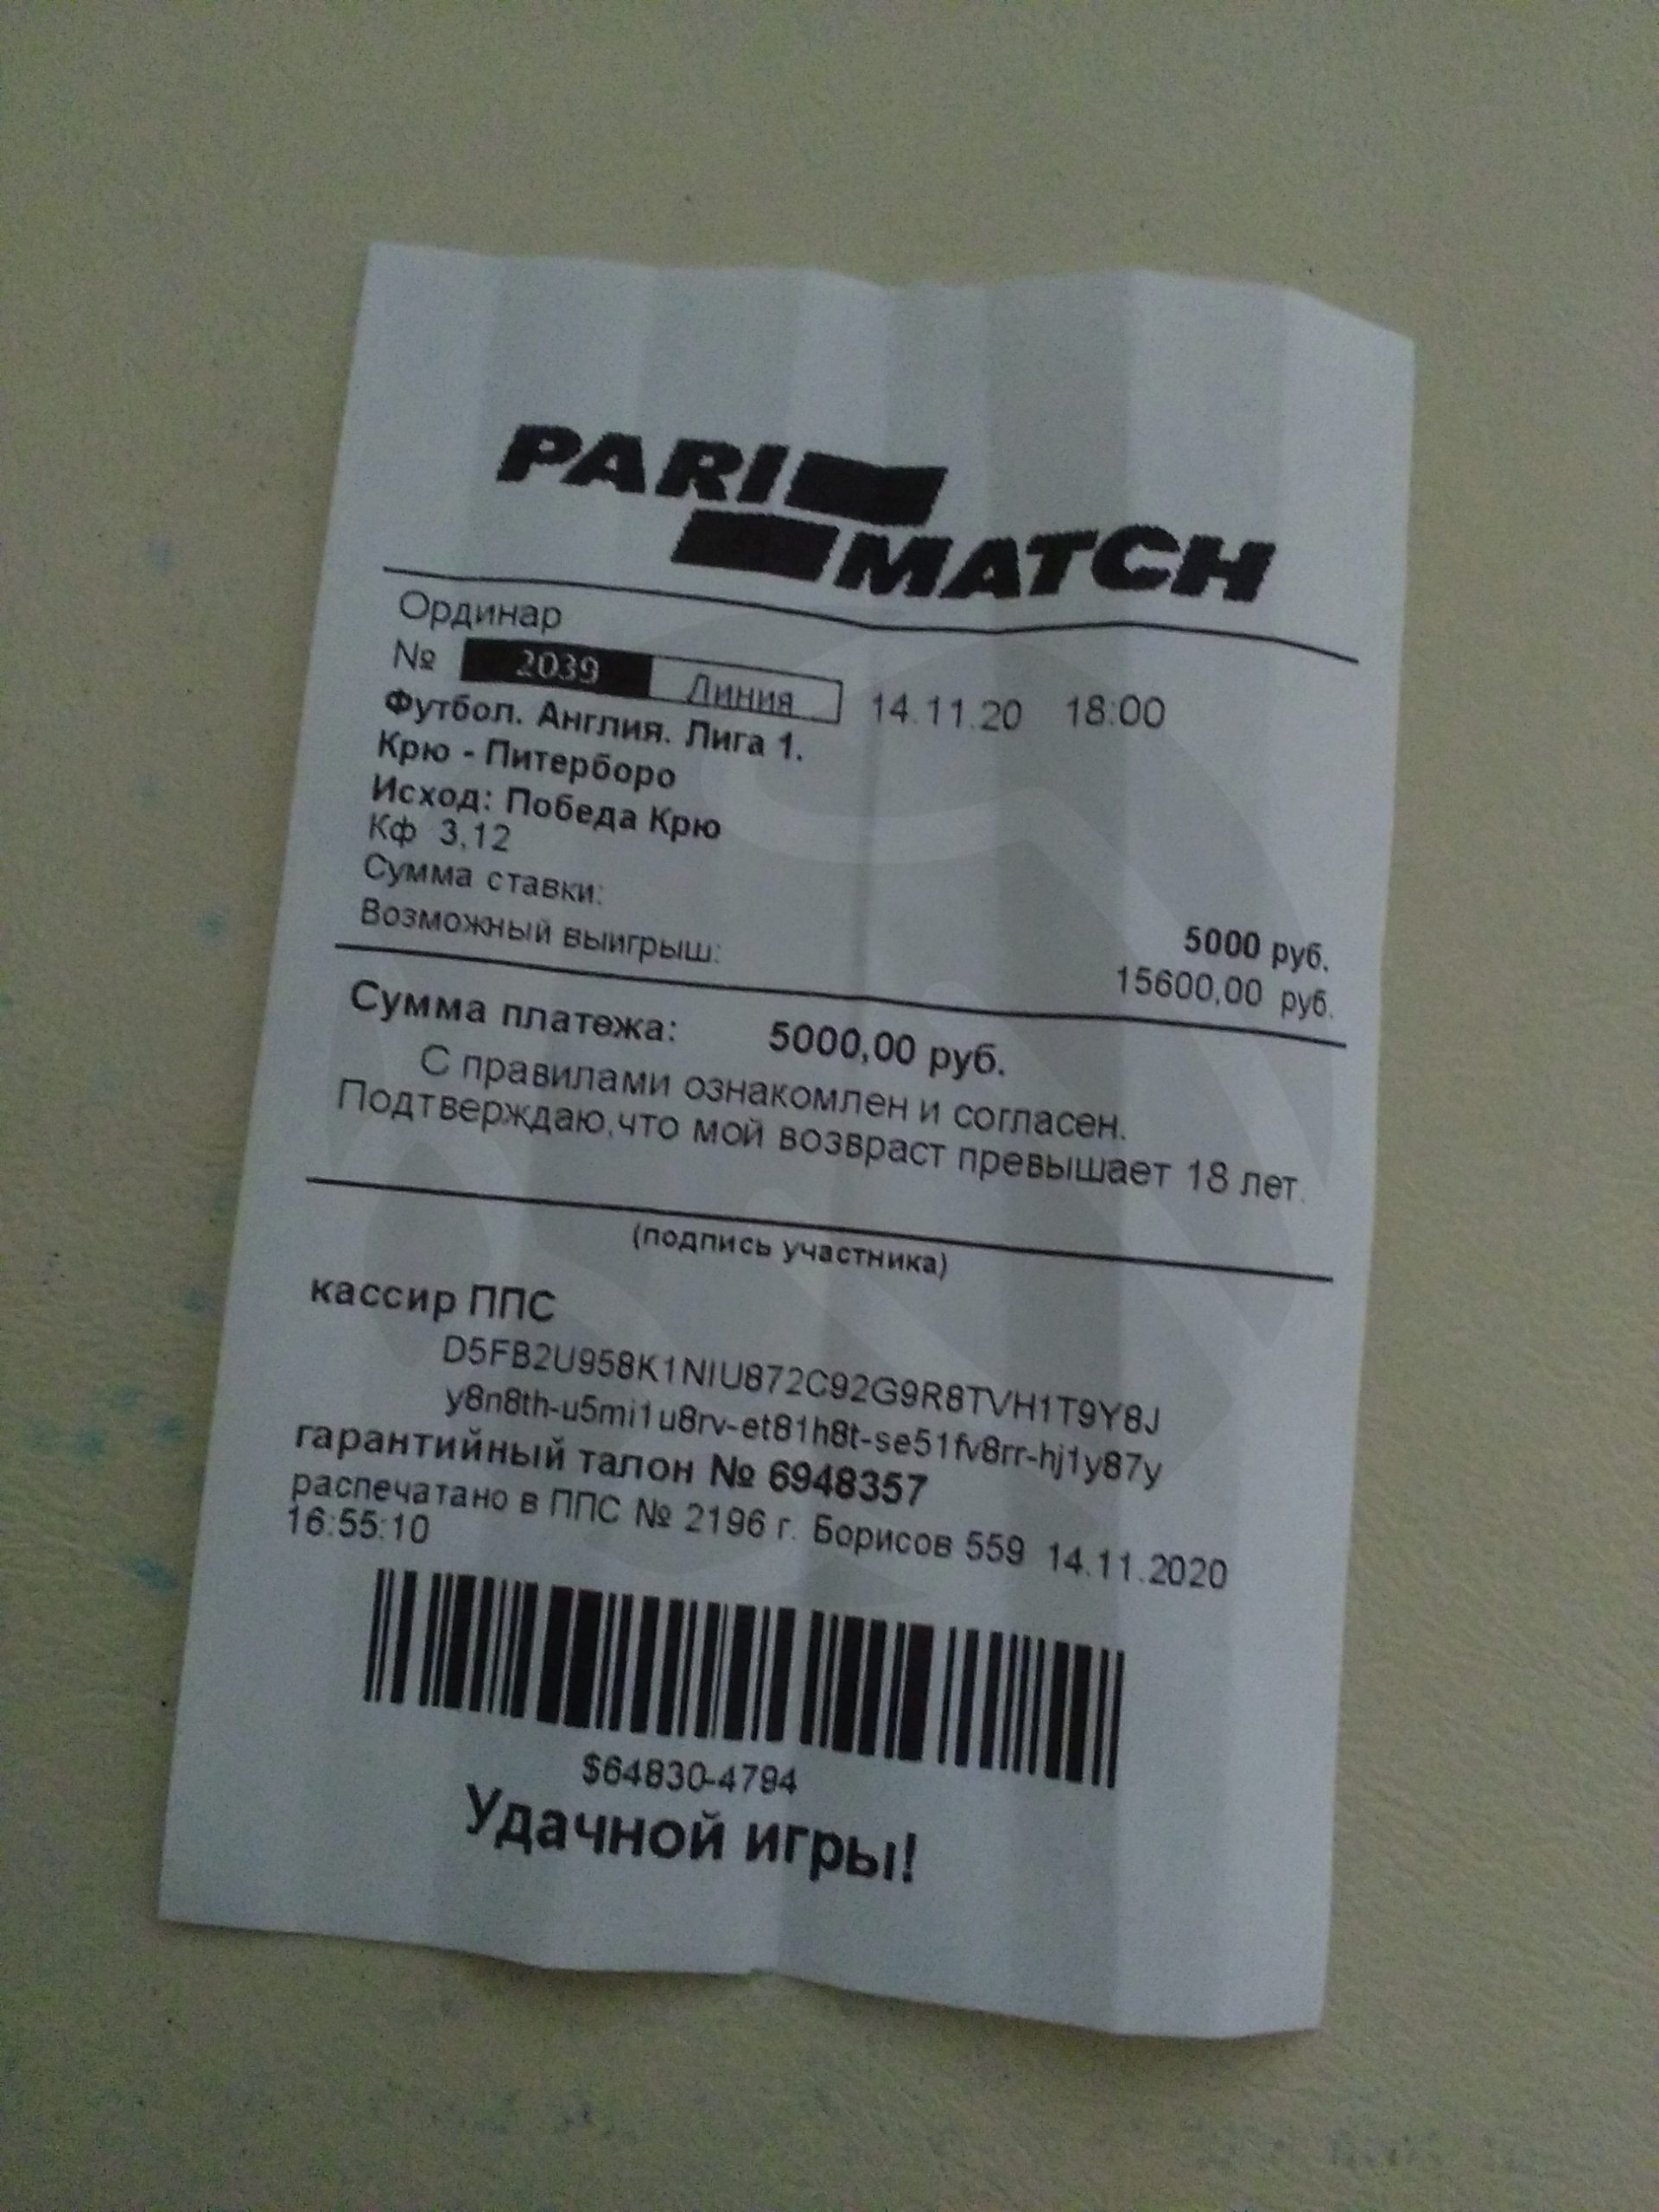 PARI
MATCH
Ординар
№ 2039 Линия 14.11.20 18:00
Футбол. Англия. Лига 1.
Крю - Питерборо
Исход: Победа Крю
Кф 3,12
Сумма ставки: 5000 руб.
Возможный выигрыш: 15600,00 руб.
Сумма платежа: 5000,00 руб.
С правилами ознакомлен и согласен.
Подтверждаю,что мой возвраст превышает 18 лет.
(подпись участника)
кассир ППС
D5FB2U958K1NIU872C92G9R8TVH1T9Y8J
y8n8th-u5mi1u8rv-et81h8t-se51fv8rr-hj1y87y
гарантийный талон № 6948357
распечатано в ППС № 2196 г. Борисов 559 14.11.2020
16:55:10
$64830-4794
Удачной игры!